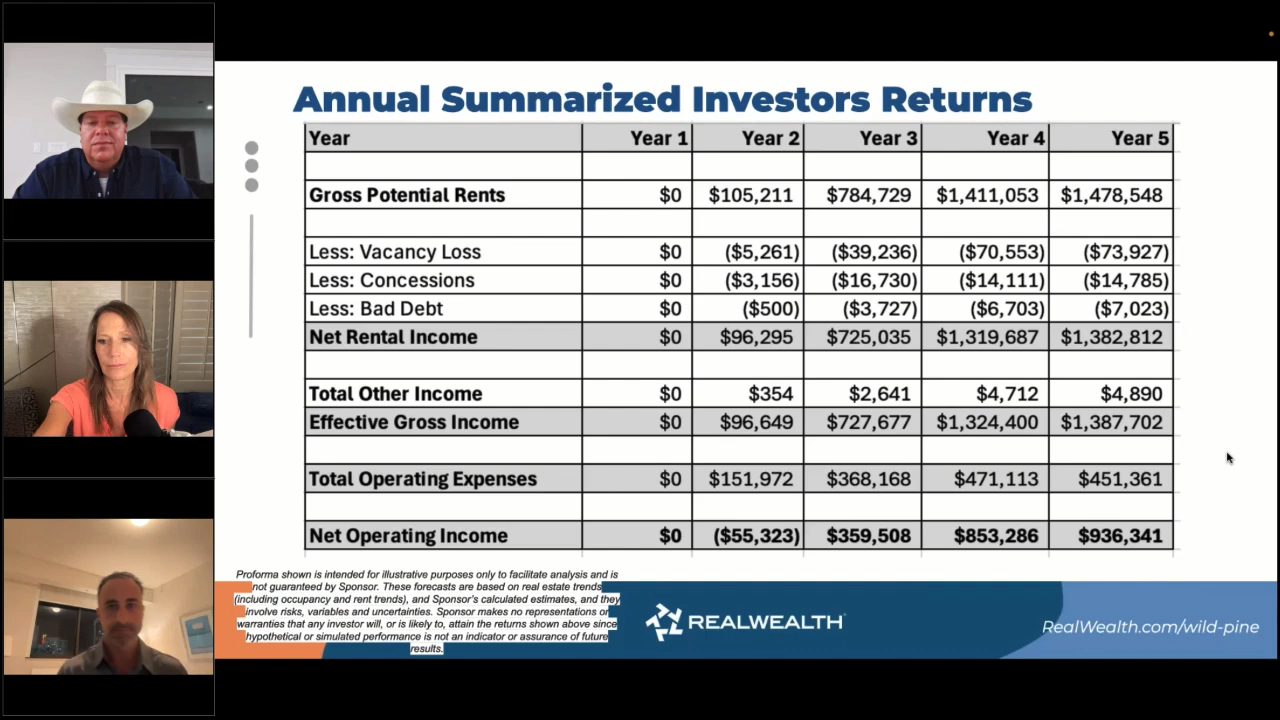 Annual Summarized Investors Returns
Year Year 1 Year 2 Year 3 Year 4 Year 5
Gross Potential Rents $0 $105,211 $784,729 $1,411,053 $1,478,548
Less: Vacancy Loss $0 ($5,261) ($39,236) ($70,553) ($73,927)
Less: Concessions $0 ($3,156) ($16,730) ($14,111) ($14,785)
Less: Bad Debt $0 ($500) ($3,727) ($6,703) ($7,023)
Net Rental Income $0 $96,295 $725,035 $1,319,687 $1,382,812
Total Other Income $0 $354 $2,641 $4,712 $4,890
Effective Gross Income $0 $96,649 $727,677 $1,324,400 $1,387,702
Total Operating Expenses $0 $151,972 $368,168 $471,113 $451,361
Net Operating Income $0 ($55,323) $359,508 $853,286 $936,341
Proforma shown is intended for illustrative purposes only to facilitate analysis and is
not guaranteed by Sponsor. These forecasts are based on real estate trends
(including occupancy and rent trends), and Sponsor's calculated estimates, and they
involve risks, variables and uncertainties. Sponsor makes no representations or
warranties that any investor will, or is likely to, attain the returns shown above since
hypothetical or simulated performance is not an indicator or assurance of future
results.
REALWEALTH
RealWealth.com/wild-pine